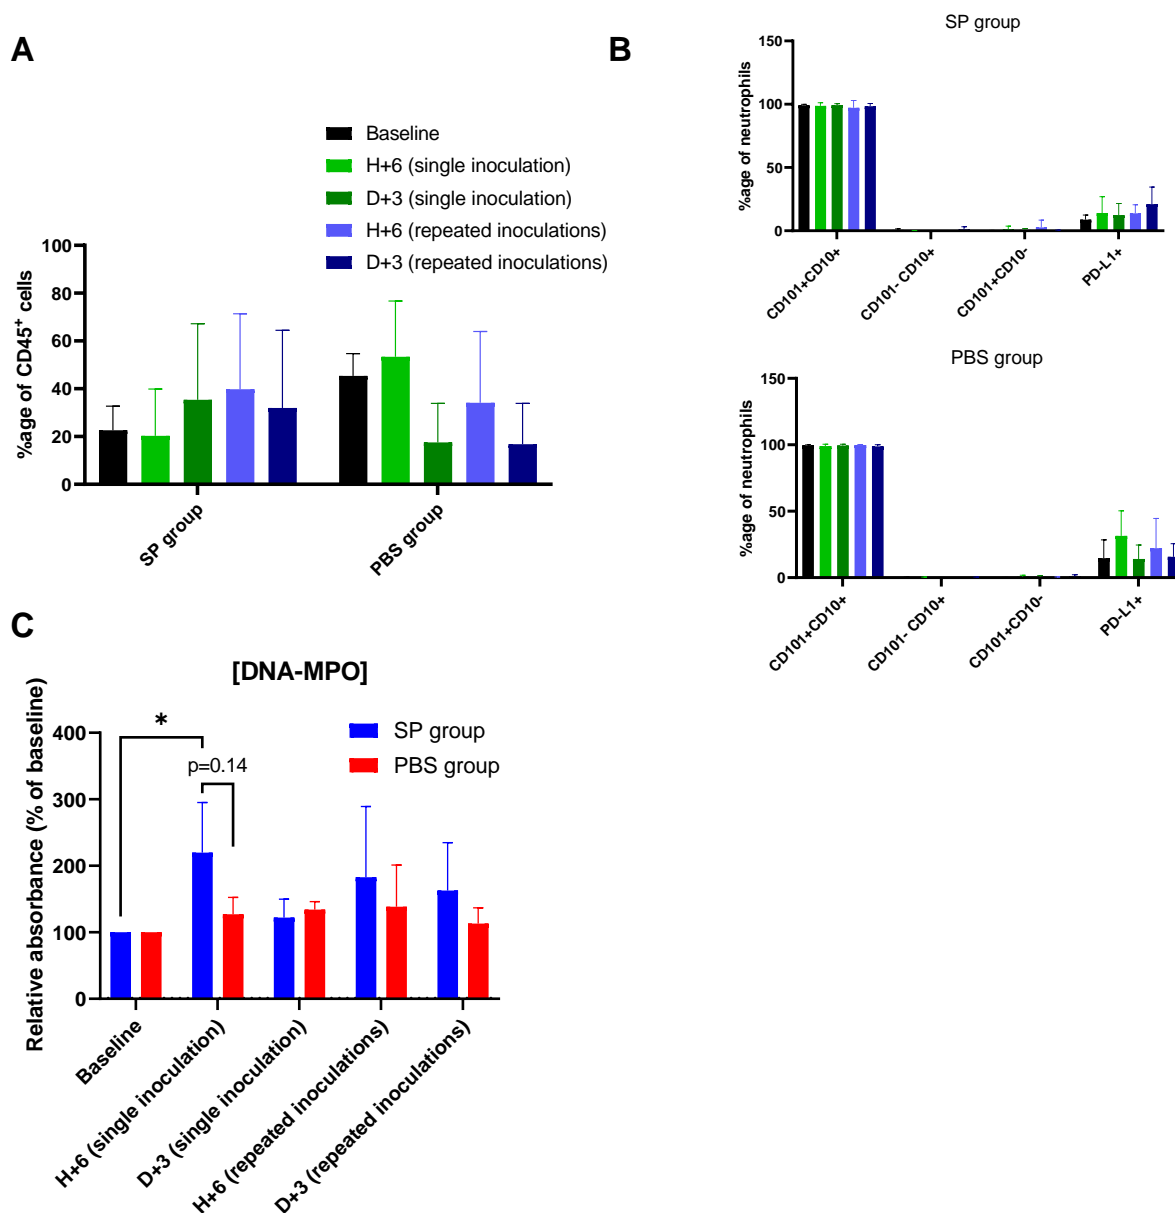 A
Baseline
H+6 (single inoculation)
D+3 (single inoculation)
H+6 (repeated inoculations)
D+3 (repeated inoculations)
%age of CD45+ cells
100
80
60
40
20
0
SP group
PBS group
B
SP group
%age of neutrophils
150
100
50
0
CD101+CD10+
CD101- CD10+
CD101+CD10-
PD-L1+
PBS group
%age of neutrophils
150
100
50
0
CD101+CD10+
CD101- CD10+
CD101+CD10-
PD-L1+
C
[DNA-MPO]
Relative absorbance (% of baseline)
400
300
200
100
0
*
p=0.14
SP group
PBS group
Baseline
H+6 (single inoculation)
D+3 (single inoculation)
H+6 (repeated inoculations)
D+3 (repeated inoculations)